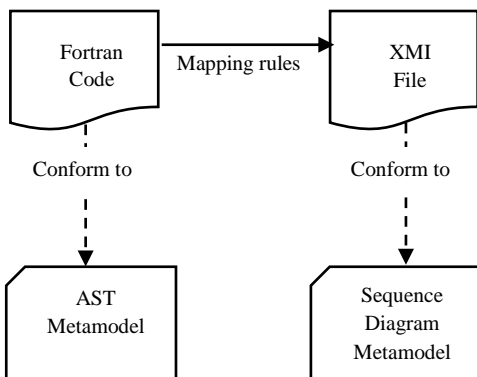 Fortran
Code
Mapping rules
XMI
File
Conform to
Conform to
AST
Metamodel
Sequence
Diagram
Metamodel